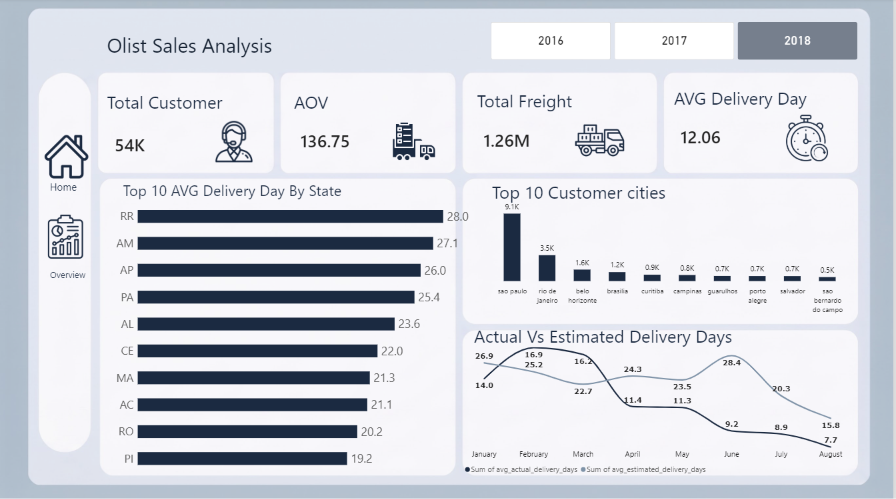 Olist Sales Analysis
2016
2017
2018
Home
Overview
Total Customer
54K
AOV
136.75
Total Freight
1.26M
AVG Delivery Day
12.06
Top 10 AVG Delivery Day By State
RR 28.0
AM 27.1
AP 26.0
PA 25.4
AL 23.6
CE 22.0
MA 21.3
AC 21.1
RO 20.2
PI 19.2
Top 10 Customer cities
9.1K
3.5K
1.6K
1.2K
0.9K
0.8K
0.7K
0.7K
0.7K
0.5K
sao paulo
rio de janeiro
belo horizonte
brasilia
curitiba
campinas
guarulhos
porto alegre
salvador
sao bernardo do campo
Actual Vs Estimated Delivery Days
26.9 25.2 22.7 24.3 23.5 28.4 20.3 15.8
14.0 16.9 16.2 11.4 11.3 9.2 8.9 7.7
January February March April May June July August
Sum of avg_actual_delivery_days Sum of avg_estimated_delivery_days